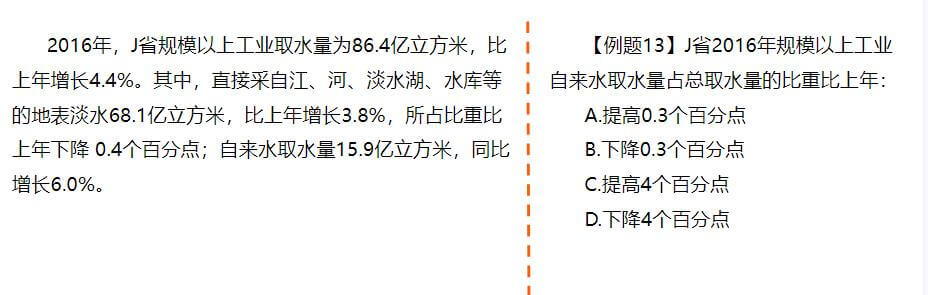 2016年，J省规模以上工业取水量为86.4亿立方米，比
上年增长4.4%。其中，直接采自江、河、淡水湖、水库等
的地表淡水68.1亿立方米，比上年增长3.8%，所占比重比
上年下降 0.4个百分点；自来水取水量15.9亿立方米，同比
增长6.0%。
【例题13】J省2016年规模以上工业
自来水取水量占总取水量的比重比上年：
A.提高0.3个百分点
B.下降0.3个百分点
C.提高4个百分点
D.下降4个百分点